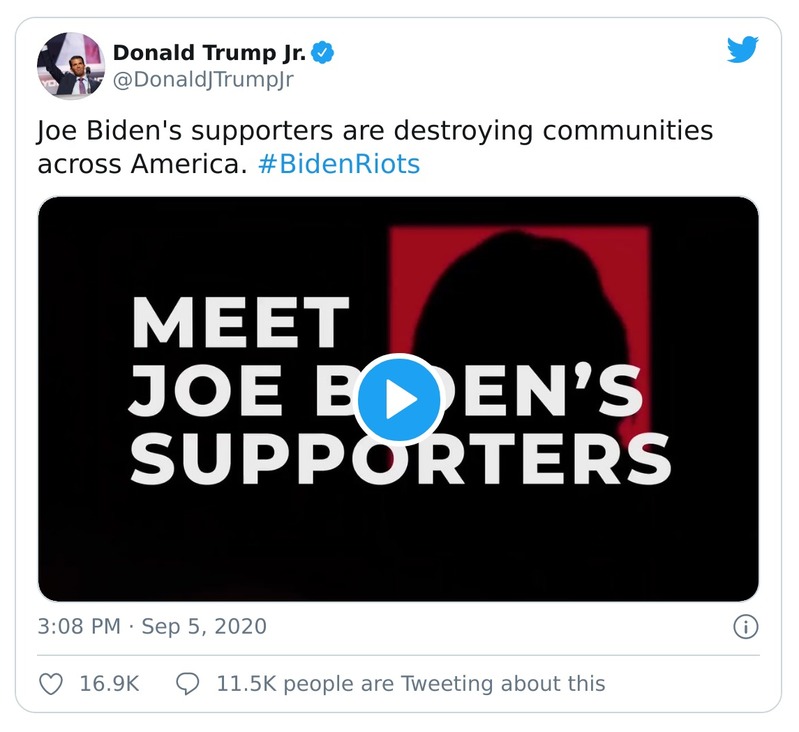 Donald Trump Jr.
@DonaldJTrumpJr
Joe Biden's supporters are destroying communities
across America. #BidenRiots
MEET
JOE BIDEN'S
SUPPORTERS
3:08 PM · Sep 5, 2020
16.9K 11.5K people are Tweeting about this